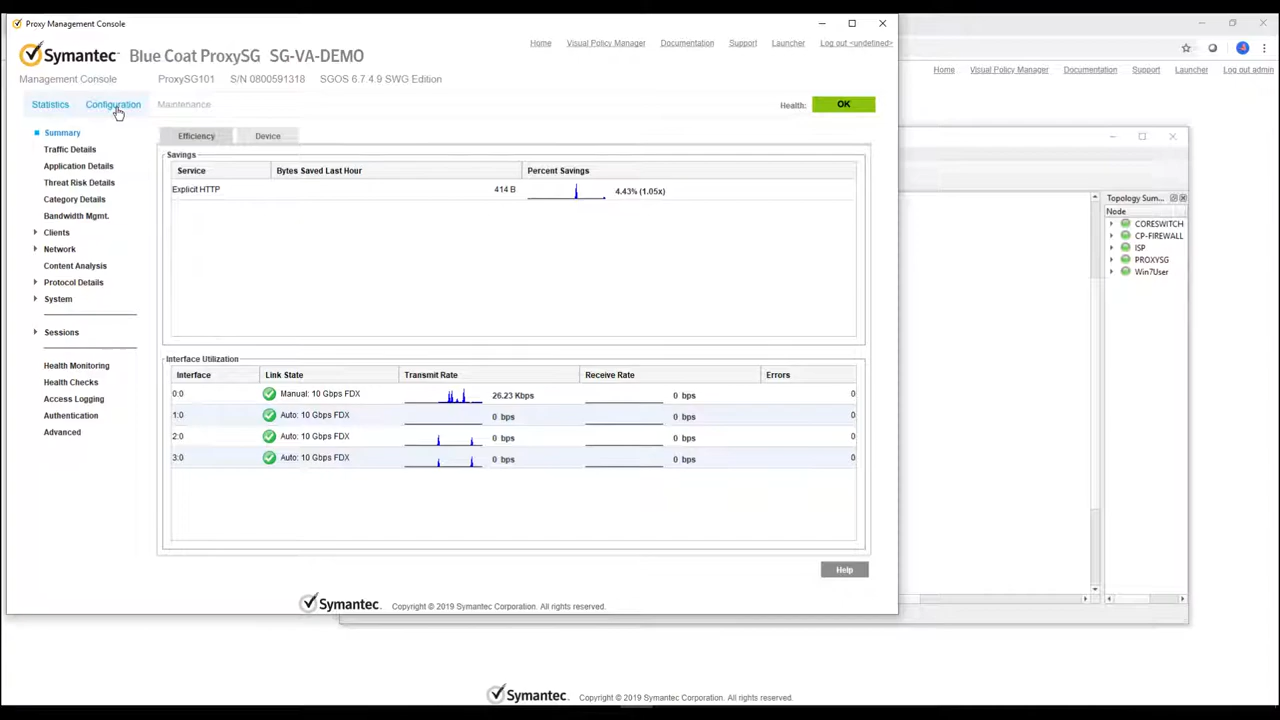 Proxy Management Console
Symantec Blue Coat ProxySG SG-VA-DEMO
Home Visual Policy Manager Documentation Support Launcher Log out <undefined>
Management Console ProxySG101 S/N 0800591318 SGOS 6.7.4.9 SWG Edition
Home Visual Policy Manager Documentation Support Launcher Log out admin
Statistics Configuration Maintenance
Health: OK
Summary
Traffic Details
Application Details
Threat Risk Details
Category Details
Bandwidth Mgmt.
Clients
Network
Content Analysis
Protocol Details
System
Sessions
Health Monitoring
Health Checks
Access Logging
Authentication
Advanced
Efficiency Device
Savings
Service Bytes Saved Last Hour Percent Savings
Explicit HTTP 414 B 4.43% (1.05x)
Interface Utilization
Interface Link State Transmit Rate Receive Rate Errors
0:0 Manual: 10 Gbps FDX 26.23 Kbps 0 bps 0
1:0 Auto: 10 Gbps FDX 0 bps 0 bps 0
2:0 Auto: 10 Gbps FDX 0 bps 0 bps 0
3:0 Auto: 10 Gbps FDX 0 bps 0 bps 0
Help
Symantec. Copyright © 2019 Symantec Corporation. All rights reserved.
Topology Sum...
Node
CORESWITCH
CP-FIREWALL
ISP
PROXYSG
Win7User
Symantec. Copyright © 2019 Symantec Corporation. All rights reserved.